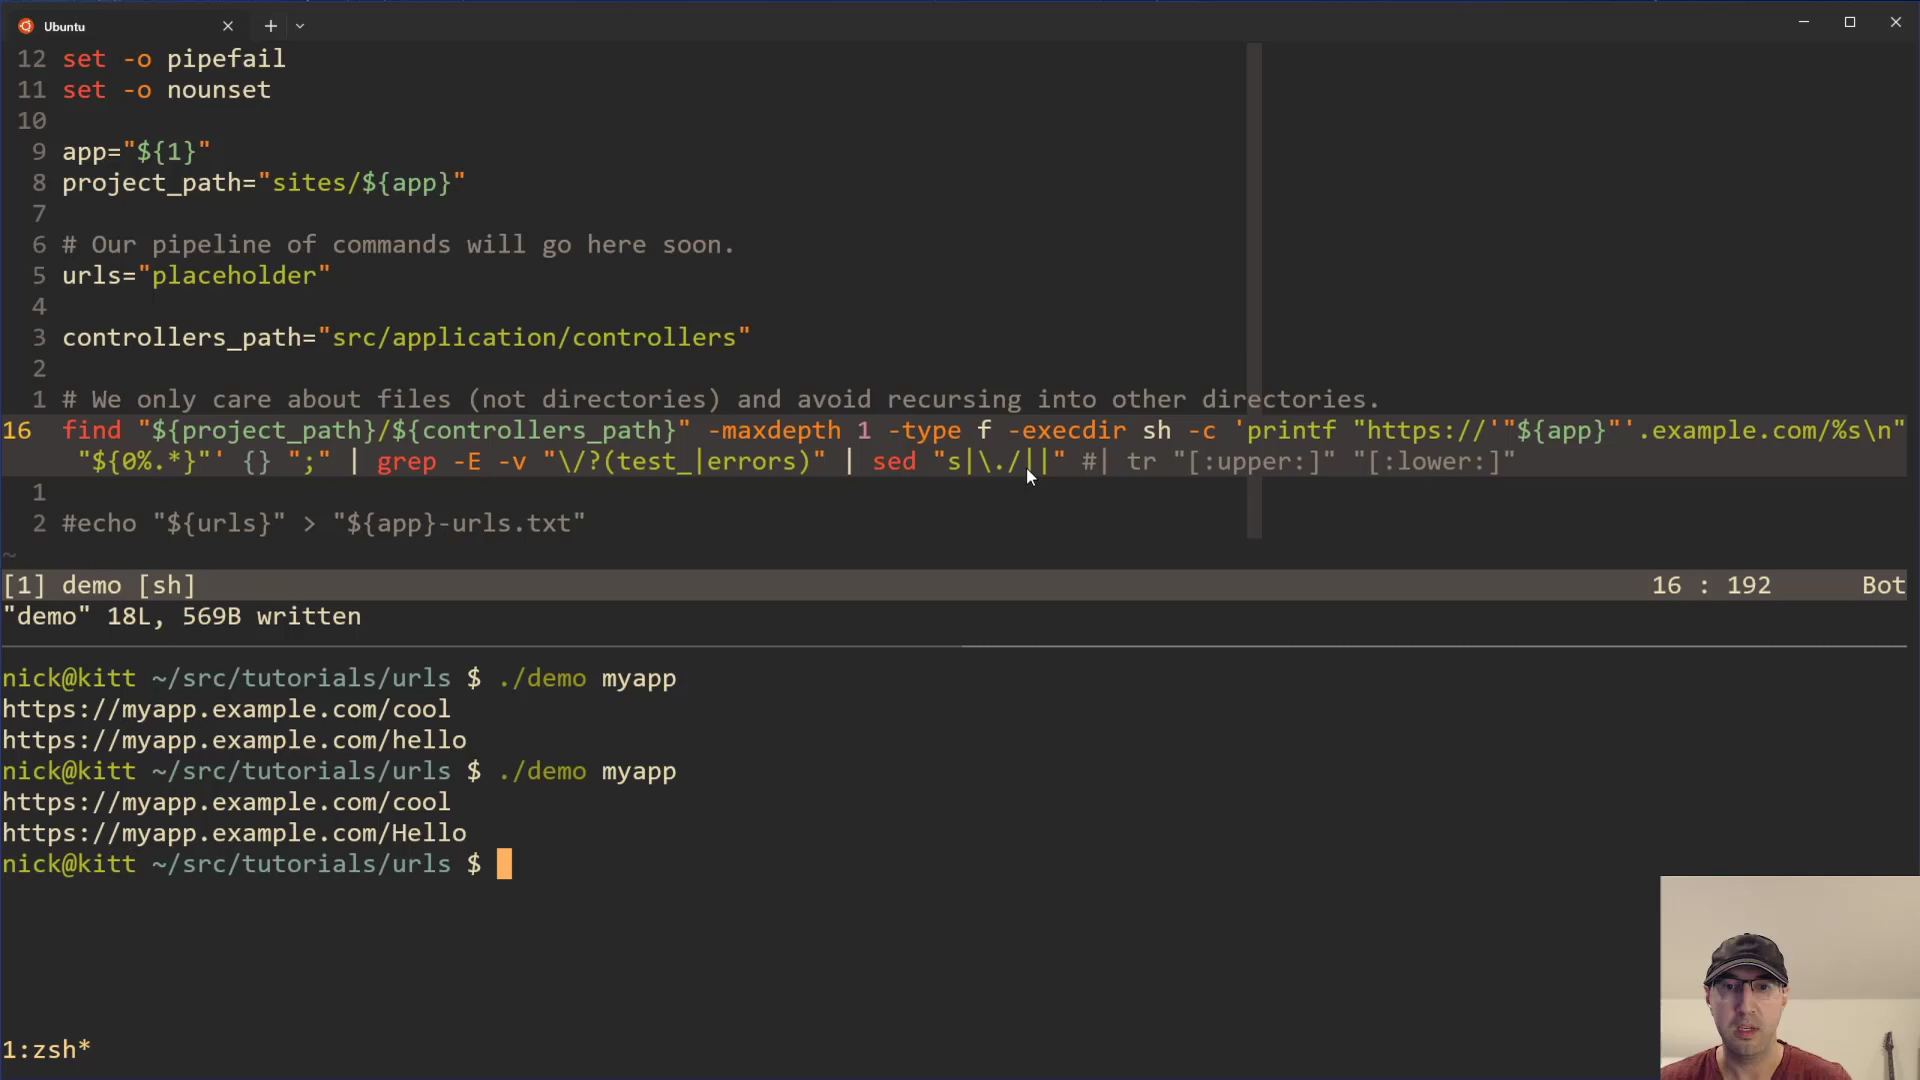 Ubuntu
12 set -o pipefail
11 set -o nounset
10
9 app="${1}"
8 project_path="sites/${app}"
7
6 # Our pipeline of commands will go here soon.
5 urls="placeholder"
4
3 controllers_path="src/application/controllers"
2
1 # We only care about files (not directories) and avoid recursing into other directories.
16 find "${project_path}/${controllers_path}" -maxdepth 1 -type f -execdir sh -c 'printf "https://'"${app}"'.example.com/%s\n"
"${0%.*}"' {} ";" | grep -E -v "\/?(test_|errors)" | sed "s|\./||" #| tr "[:upper:]" "[:lower:]"
1
2 #echo "${urls}" > "${app}-urls.txt"
~
[1] demo [sh] 16 : 192 Bot
"demo" 18L, 569B written
nick@kitt ~/src/tutorials/urls $ ./demo myapp
https://myapp.example.com/cool
https://myapp.example.com/hello
nick@kitt ~/src/tutorials/urls $ ./demo myapp
https://myapp.example.com/cool
https://myapp.example.com/Hello
nick@kitt ~/src/tutorials/urls $
1:zsh*